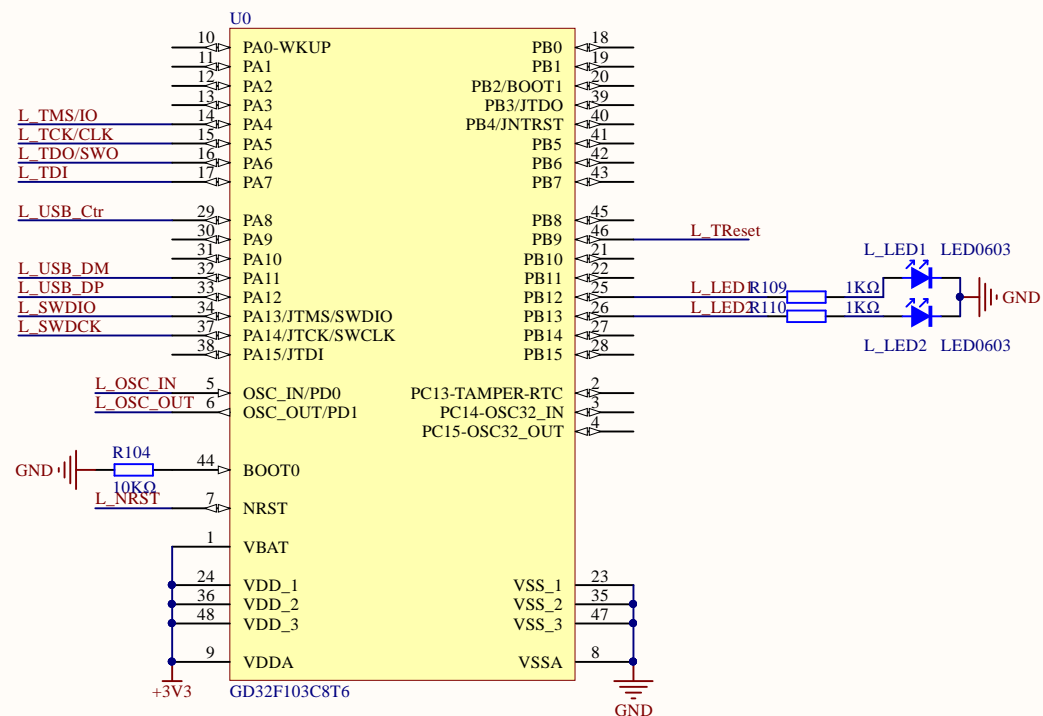 U0
10 PA0-WKUP PB0 18
11 PA1 PB1 19
12 PA2 PB2/BOOT1 20
13 PA3 PB3/JTDO 39
L_TMS/IO 14 PA4 PB4/JNTRST 40
L_TCK/CLK 15 PA5 PB5 41
L_TDO/SWO 16 PA6 PB6 42
L_TDI 17 PA7 PB7 43
L_USB_Ctr 29 PA8 PB8 45
30 PA9 PB9 46 L_TReset
31 PA10 PB10 21
L_LED1 LED0603
L_USB_DM 32 PA11 PB11 22
L_USB_DP 33 PA12 PB12 25 L_LED1 R109 1KΩ GND
L_SWDIO 34 PA13/JTMS/SWDIO PB13 26 L_LED2 R110 1KΩ
L_SWDCK 37 PA14/JTCK/SWCLK PB14 27
L_LED2 LED0603
38 PA15/JTDI PB15 28
L_OSC_IN 5 OSC_IN/PD0 PC13-TAMPER-RTC 2
L_OSC_OUT 6 OSC_OUT/PD1 PC14-OSC32_IN 3
PC15-OSC32_OUT 4
R104
GND 44 BOOT0
10KΩ
L_NRST 7 NRST
1 VBAT
24 VDD_1 VSS_1 23
36 VDD_2 VSS_2 35
48 VDD_3 VSS_3 47
9 VDDA VSSA 8
+3V3 GD32F103C8T6
GND